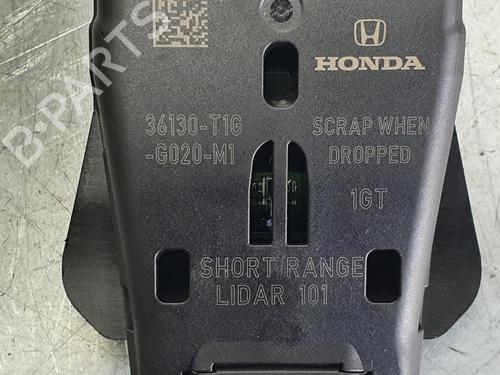 HONDA
36130-T1G
-G020-M1
SCRAP WHEN
DROPPED
1GT
SHORT RANGE
LIDAR 101
B-PARTS